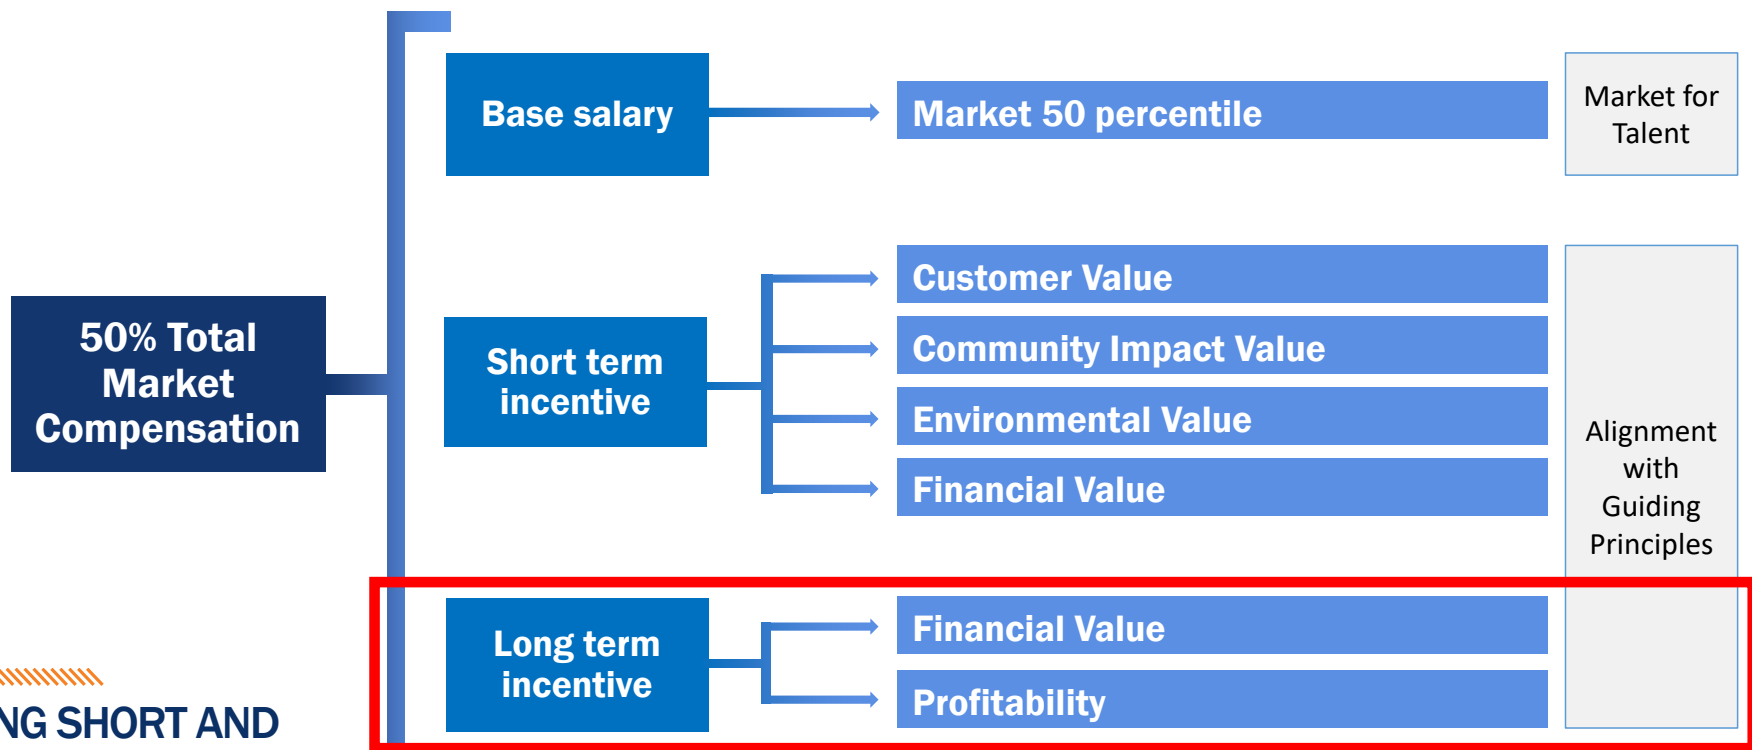 Base salary
Market 50 percentile
Market for
Talent
50% Total
Market
Compensation
Short term
incentive
Customer Value
Community Impact Value
Environmental Value
Financial Value
Alignment
with
Guiding
Principles
Long term
incentive
Financial Value
Profitability
NG SHORT AND